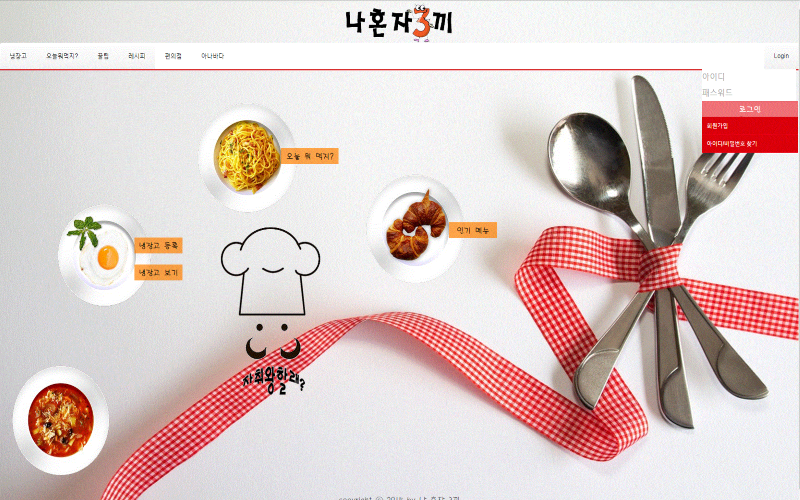 나혼자3끼
냉장고 오늘뭐먹지? 꿀팁 레시피 편의점 아나바다 Login
아이디
패스워드
로그인
회원가입
아이디/비밀번호 찾기
오늘 뭐 먹지?
인기 메뉴
냉장고 등록
냉장고 보기
자취왕할래?
copyright ⓒ 2015 by 나 혼자 3끼